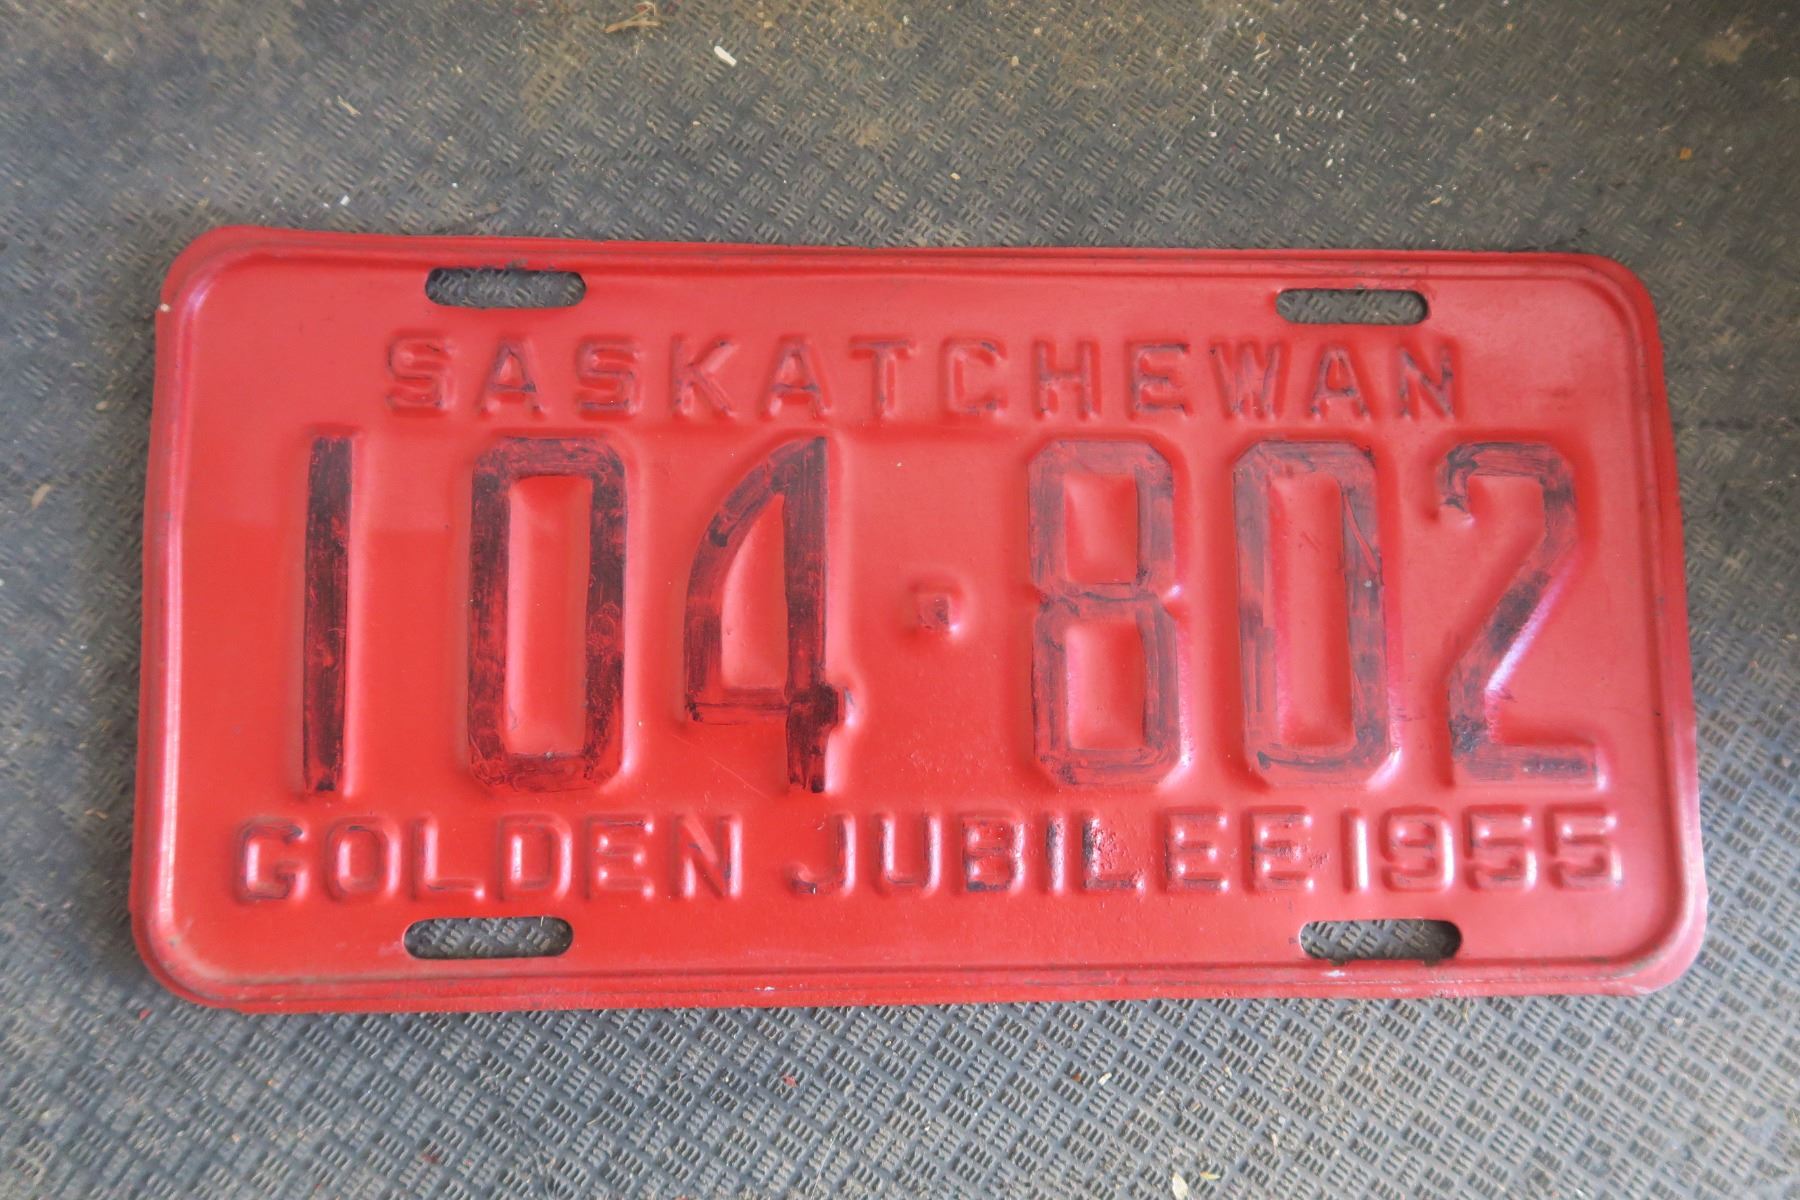 SASKATCHEWAN
104·802
GOLDEN JUBILEE 1955